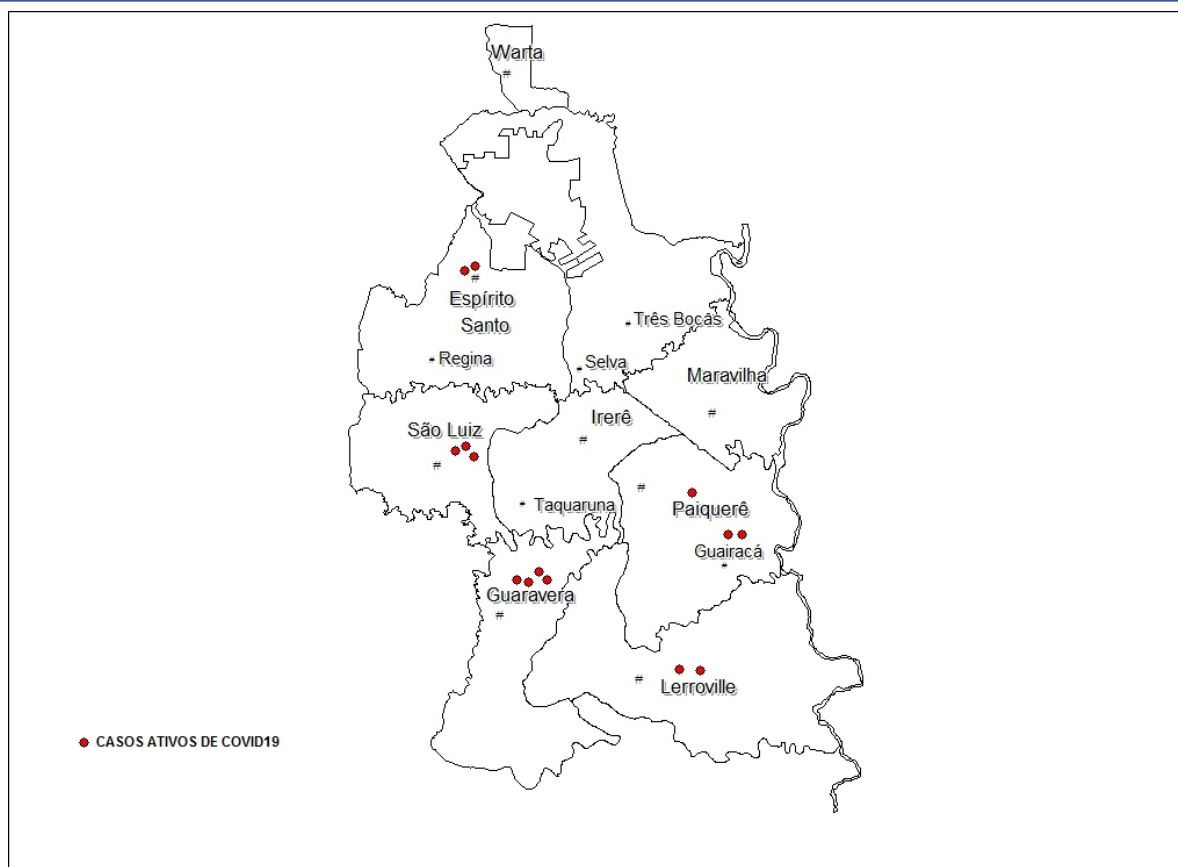 Warta
#
#
Espírito
Santo
Três Bocas
Regina
Selva
Maravilha
#
Irerê
#
São Luiz
#
#
Paiquerê
Taquaruna
Guairacá
Guaravera
#
#
Lerroville
CASOS ATIVOS DE COVID19